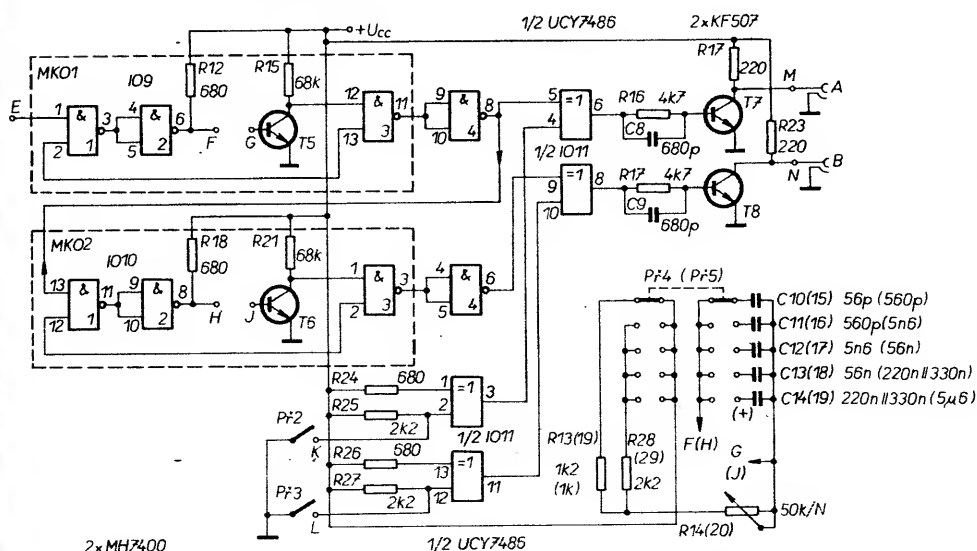 1/2 UCY7486
2xKF507
+Ucc
R17
220
M
A
MK01
IO9
R12
680
R15
68k
E
1
2
&
1
3
4
5
&
2
6
F
G
T5
12
13
&
3
11
9
10
&
4
8
5
4
=1
6
1/2 IO11
R16
4k7
C8
680p
T7
R23
220
B
N
9
10
=1
8
R17
4k7
C9
680p
T8
MK02
IO10
R18
680
R21
68k
13
12
&
1
11
9
10
&
2
8
H
J
T6
1
2
&
3
3
4
5
&
4
6
Př4 (Př5)
C10(15) 56p (560p)
C11(16) 560p(5n6)
C12(17) 5n6 (56n)
C13(18) 56n (220n//330n)
C14(19) 220n//330n(5μ6)
(+)
F(H)
R24
680
R25
2k2
1
2
=1
3
1/2 IO11
Př2
K
R26
680
R27
2k2
13
12
=1
11
Př3
L
R13(19)
1k2
(1k)
R28
(29)
2k2
G
(J)
50k/N
R14(20)
2xMH7400
1/2 UCY7486